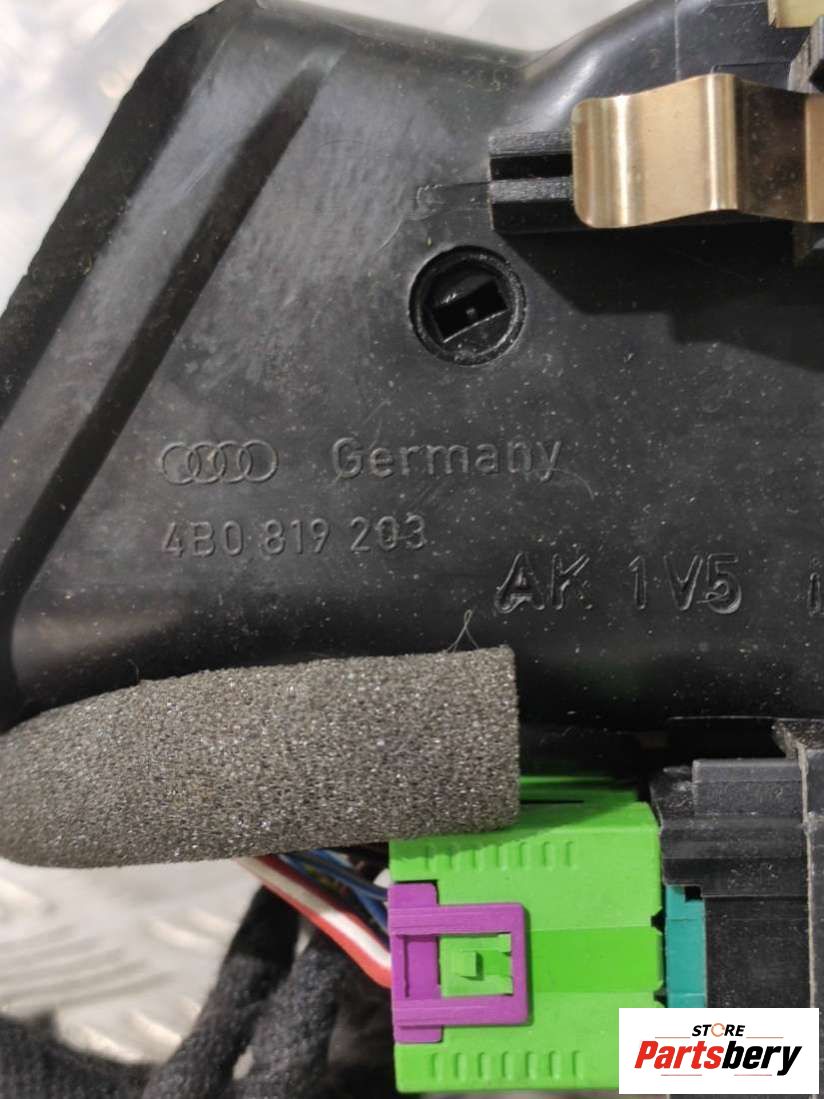 Germany
4B0 819 203
AK 1V5
STORE
Partsbery